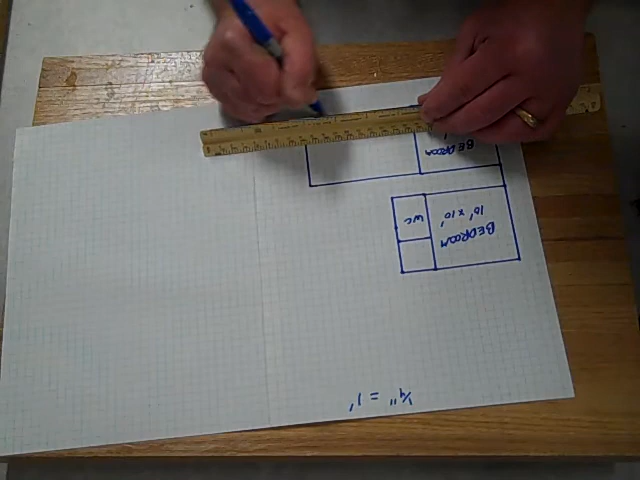 1/4" = 1'
BEDROOM
10' x 10'
WC
BEDROOM